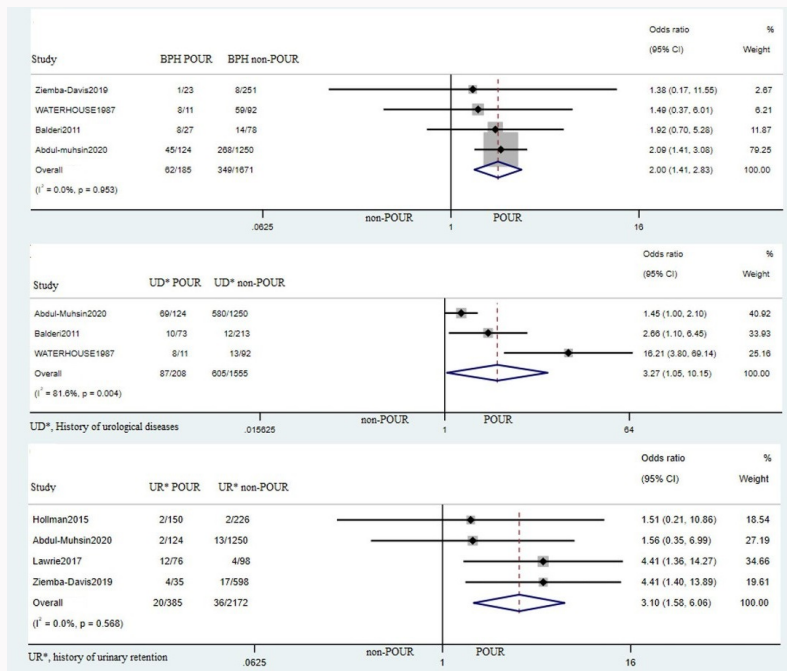 Odds ratio %
Study BPH POUR BPH non-POUR (95% CI) Weight
Ziemba-Davis2019 1/23 8/251 1.38 (0.17, 11.55) 2.67
WATERHOUSE1987 8/11 59/92 1.49 (0.37, 6.01) 6.21
Balderi2011 8/27 14/78 1.92 (0.70, 5.28) 11.87
Abdul-muhsin2020 45/124 268/1250 2.09 (1.41, 3.08) 79.25
Overall 62/185 349/1671 2.00 (1.41, 2.83) 100.00
(I² = 0.0%, p = 0.953)
non-POUR POUR
.0625 1 16
Odds ratio %
Study UD* POUR UD* non-POUR (95% CI) Weight
Abdul-Muhsin2020 69/124 580/1250 1.45 (1.00, 2.10) 40.92
Balderi2011 10/73 12/213 2.66 (1.10, 6.45) 33.93
WATERHOUSE1987 8/11 13/92 16.21 (3.80, 69.14) 25.16
Overall 87/208 605/1555 3.27 (1.05, 10.15) 100.00
(I² = 81.6%, p = 0.004)
non-POUR POUR
UD*, History of urological diseases .015625 1 64
Odds ratio %
Study UR* POUR UR* non-POUR (95% CI) Weight
Hollman2015 2/150 2/226 1.51 (0.21, 10.86) 18.54
Abdul-Muhsin2020 2/124 13/1250 1.56 (0.35, 6.99) 27.19
Lawrie2017 12/76 4/98 4.41 (1.36, 14.27) 34.66
Ziemba-Davis2019 4/35 17/598 4.41 (1.40, 13.89) 19.61
Overall 20/385 36/2172 3.10 (1.58, 6.06) 100.00
(I² = 0.0%, p = 0.568)
non-POUR POUR
UR*, history of urinary retention .0625 1 16